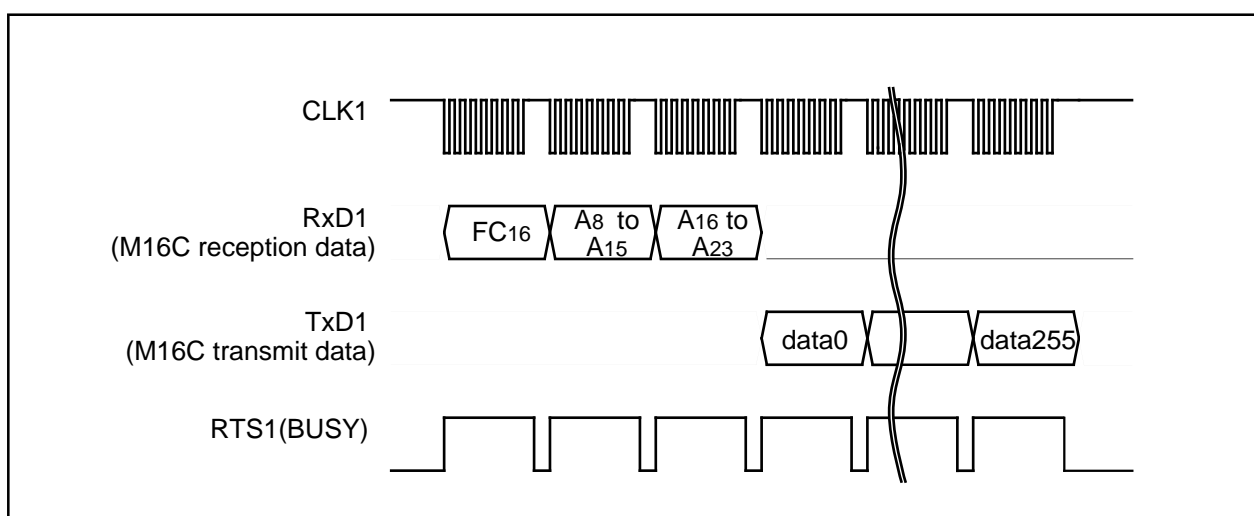 CLK1
RxD1
(M16C reception data)
FC16
A8 to
A15
A16 to
A23
TxD1
(M16C transmit data)
data0
data255
RTS1(BUSY)